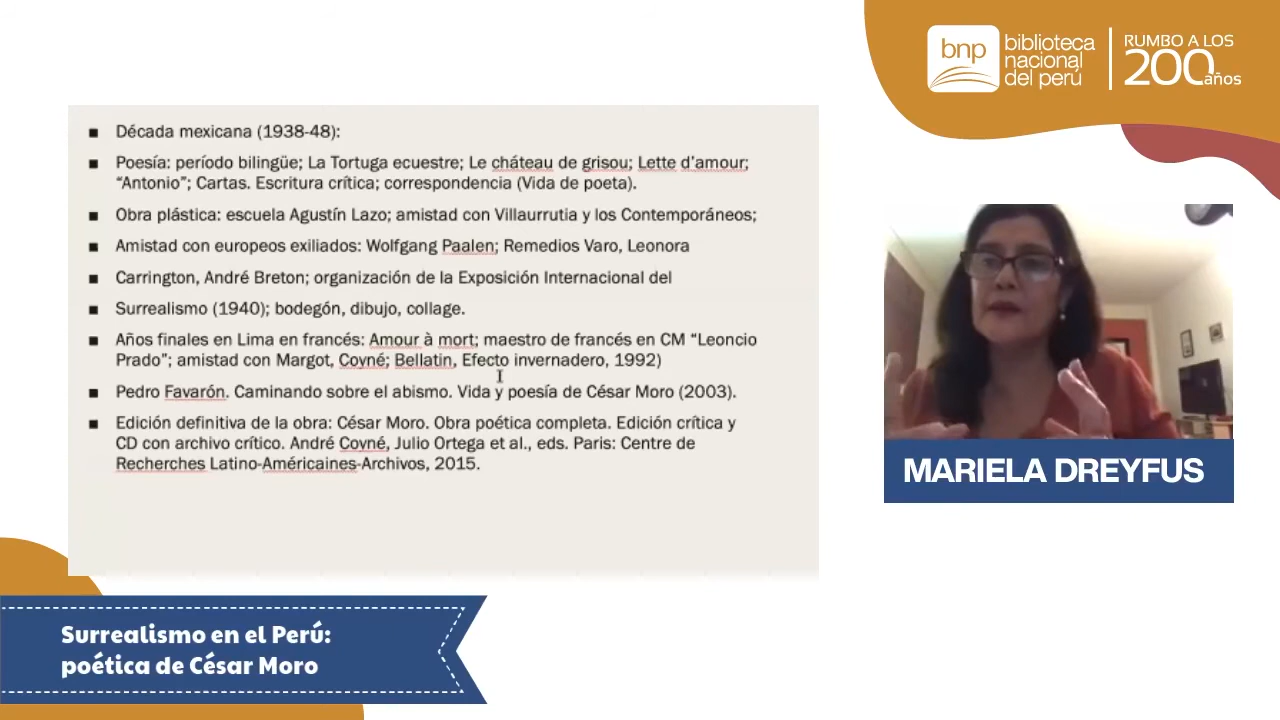 bnp
biblioteca
nacional
del perú
RUMBO A LOS
200
años
■ Década mexicana (1938-48):
■ Poesía: período bilingüe; La Tortuga ecuestre; Le cháteau de grisou; Lette d’amour;
“Antonio”; Cartas. Escritura crítica; correspondencia (Vida de poeta).
■ Obra plástica: escuela Agustín Lazo; amistad con Villaurrutia y los Contemporáneos;
■ Amistad con europeos exiliados: Wolfgang Paalen; Remedios Varo, Leonora
■ Carrington, André Breton; organización de la Exposición Internacional del
■ Surrealismo (1940); bodegón, dibujo, collage.
■ Años finales en Lima en francés: Amour à mort; maestro de francés en CM “Leoncio
Prado”; amistad con Margot, Coyné; Bellatin, Efecto invernadero, 1992)
■ Pedro Favarón. Caminando sobre el abismo. Vida y poesía de César Moro (2003).
■ Edición definitiva de la obra: César Moro. Obra poética completa. Edición crítica y
CD con archivo crítico. André Coyné, Julio Ortega et al., eds. Paris: Centre de
Recherches Latino-Américaines-Archivos, 2015.
MARIELA DREYFUS
Surrealismo en el Perú:
poética de César Moro